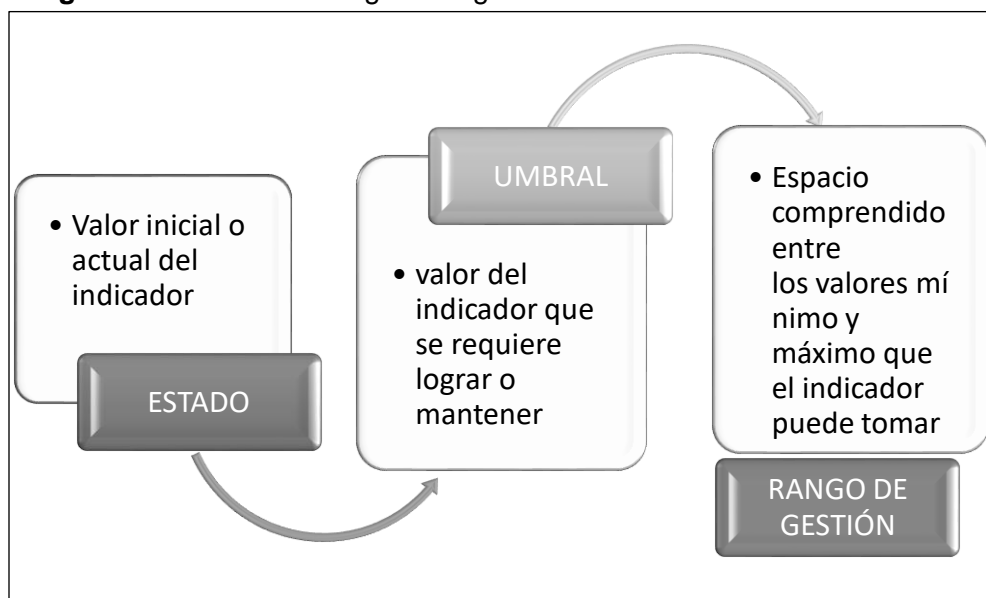 • Valor inicial o
actual del
indicador
ESTADO
UMBRAL
• valor del
indicador que
se requiere
lograr o
mantener
• Espacio
comprendido
entre
los valores mí
nimo y
máximo que
el indicador
puede tomar
RANGO DE
GESTIÓN